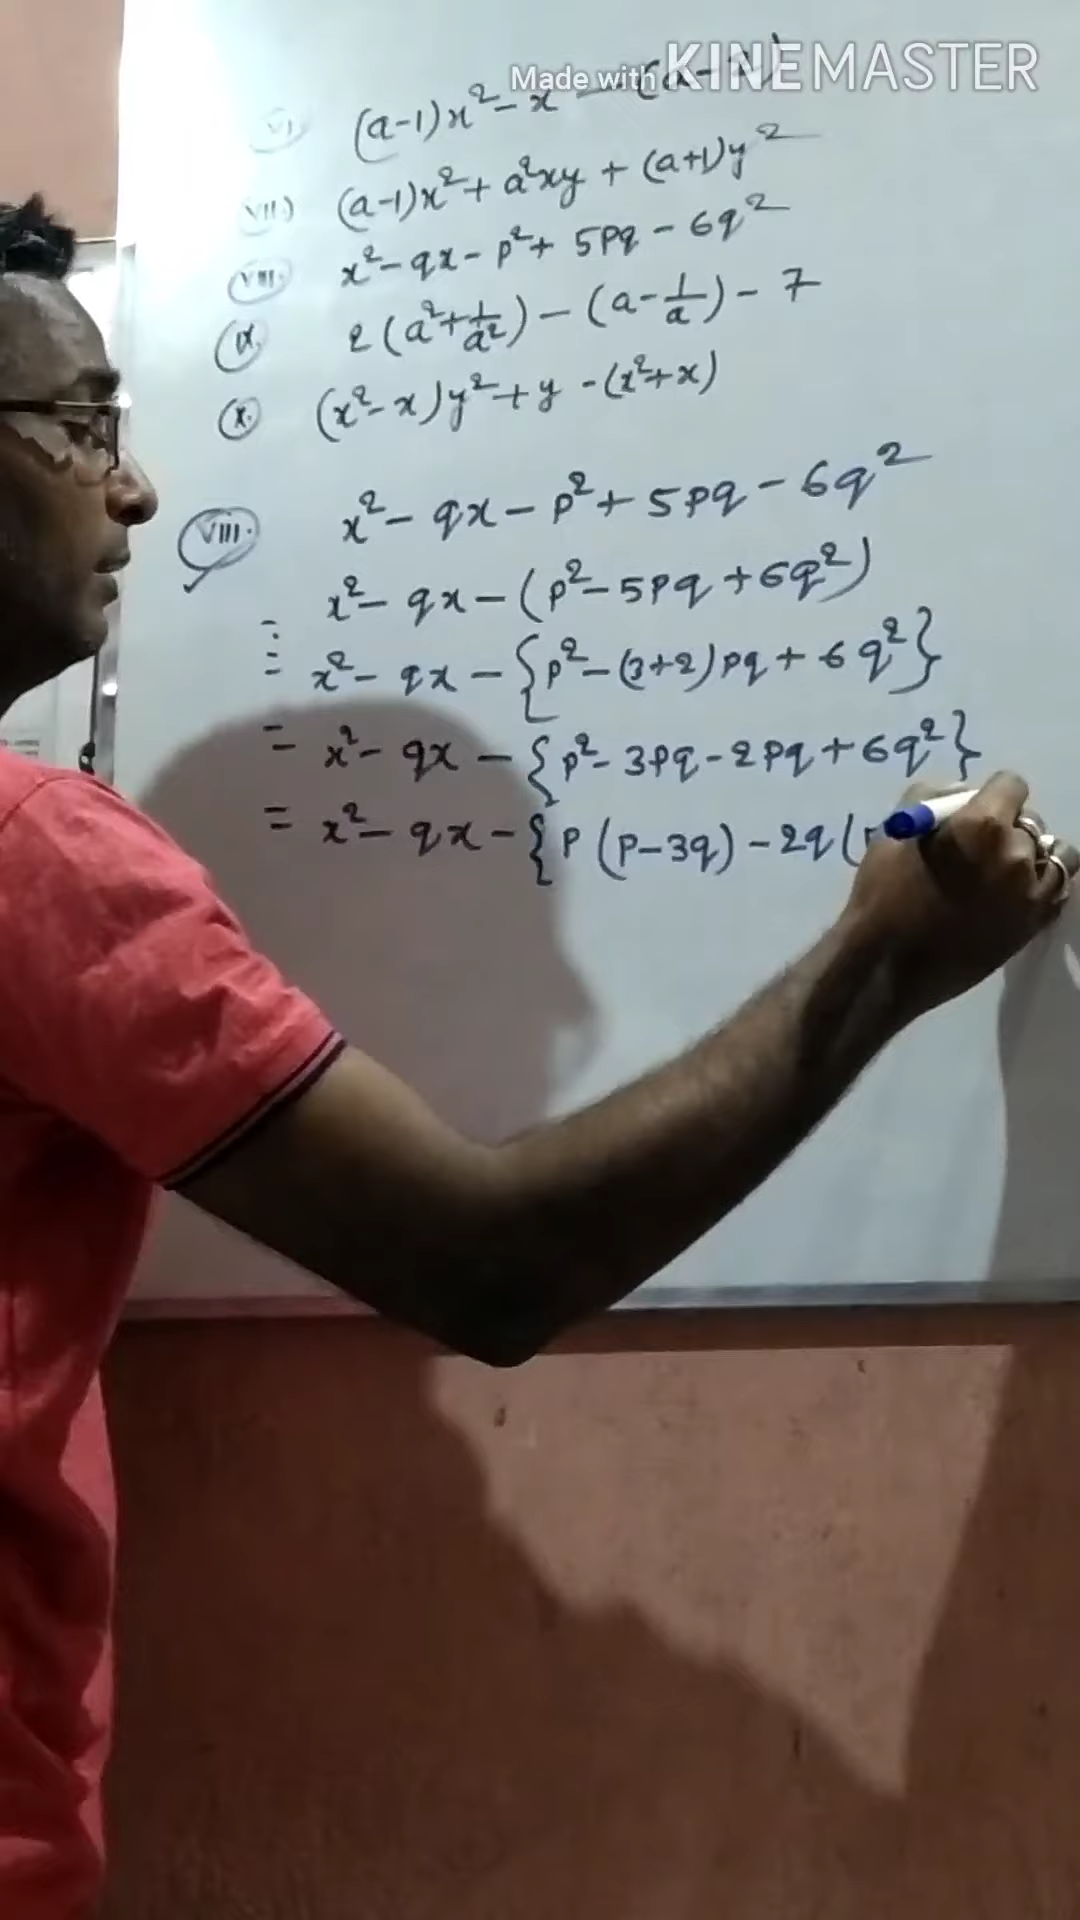 Made with KINEMASTER
VI. (a-1)x² - x - (a-2)
VII.) (a-1)x² + a²xy + (a+1)y²
VIII. x² - qx - p² + 5pq - 6q²
IX. 2(a² + 1/a²) - (a - 1/a) - 7
X. (x² - x)y² + y - (x² + x)
VIII. x² - qx - p² + 5pq - 6q²
= x² - qx - (p² - 5pq + 6q²)
= x² - qx - {p² - (3+2)pq + 6q²}
= x² - qx - {p² - 3pq - 2pq + 6q²}
= x² - qx - {p(p-3q) - 2q(